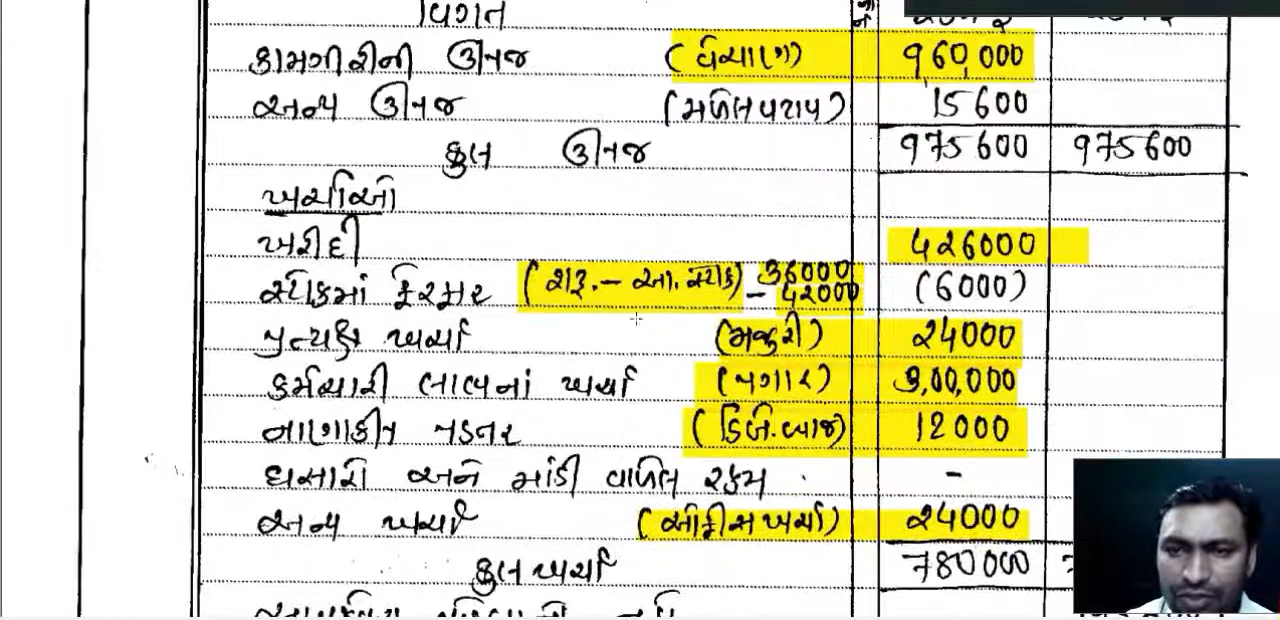 વિગત
કામગીરીની ઊપજ (વેચાણ) 960,000
અન્ય ઊપજ (મળેલ વટાવ) 15600
કુલ ઊપજ 975600 975600
ખર્ચાઓ
ખરીદી 426000
સ્ટોકમાં ફેરફાર (શરૂ. - આ. સ્ટોક) 36000 - 42000 (6000)
પ્રત્યક્ષ ખર્ચા (મજુરી) 24000
કર્મચારી લાભનાં ખર્ચા (પગાર) 3,00,000
નાણાકીય પડતર (ડિબે. વ્યાજ) 12000
ઘસારો અને માંડી વાળેલ રકમ -
અન્ય ખર્ચા (ઓફીસ ખર્ચા) 24000
કુલ ખર્ચા 780000